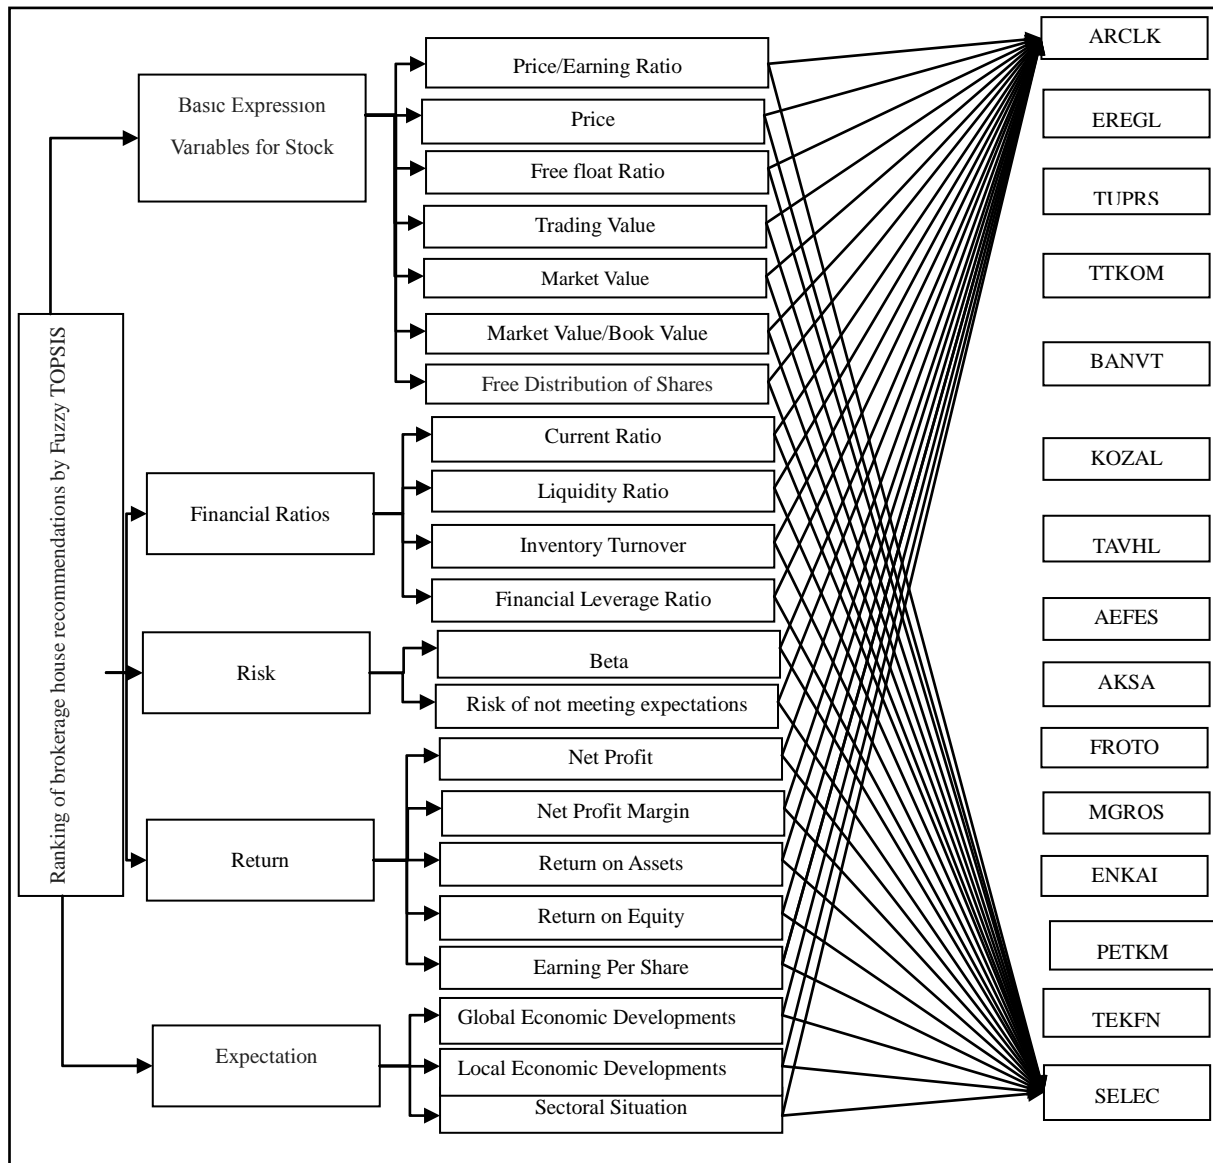 Ranking of brokerage house recommendations by Fuzzy TOPSIS
Basic Expression
Variables for Stock
Financial Ratios
Risk
Return
Expectation
Price/Earning Ratio
Price
Free float Ratio
Trading Value
Market Value
Market Value/Book Value
Free Distribution of Shares
Current Ratio
Liquidity Ratio
Inventory Turnover
Financial Leverage Ratio
Beta
Risk of not meeting expectations
Net Profit
Net Profit Margin
Return on Assets
Return on Equity
Earning Per Share
Global Economic Developments
Local Economic Developments
Sectoral Situation
ARCLK
EREGL
TUPRS
TTKOM
BANVT
KOZAL
TAVHL
AEFES
AKSA
FROTO
MGROS
ENKAI
PETKM
TEKFN
SELEC